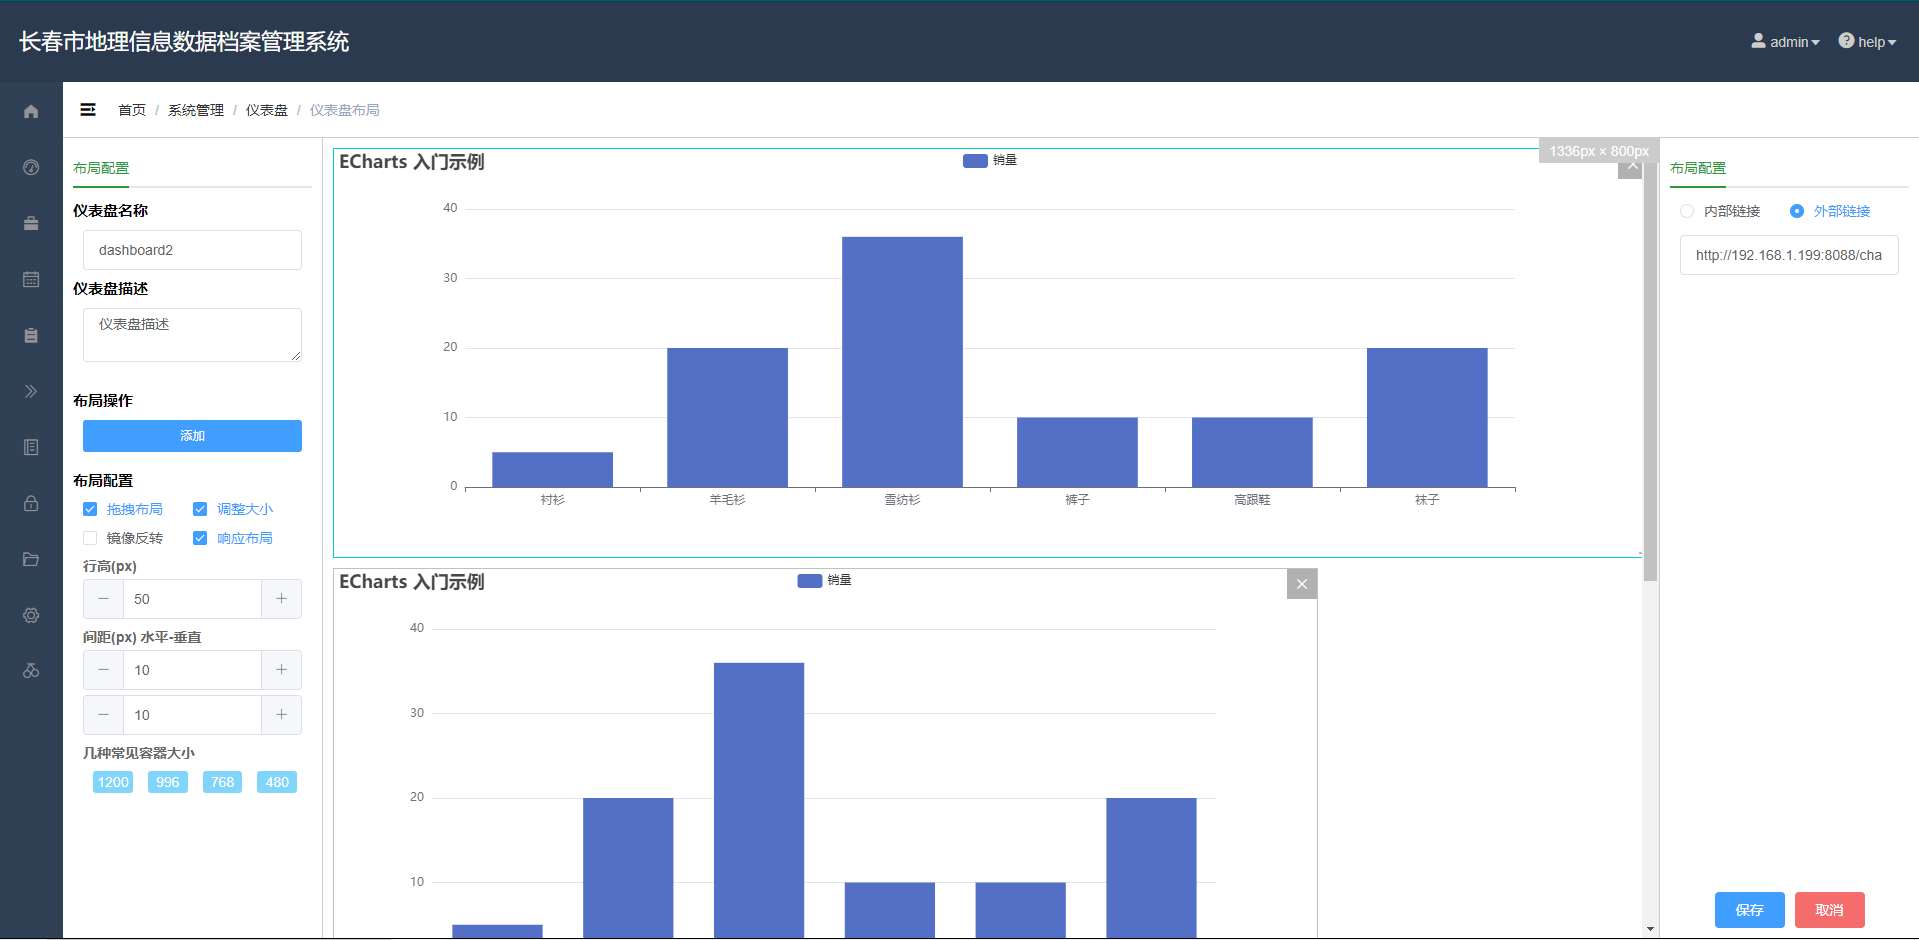 长春市地理信息数据档案管理系统
admin
help
首页 / 系统管理 / 仪表盘 / 仪表盘布局
布局配置
仪表盘名称
dashboard2
仪表盘描述
仪表盘描述
布局操作
添加
布局配置
拖拽布局
调整大小
镜像反转
响应布局
行高(px)
50
间距(px) 水平-垂直
10
10
几种常见容器大小
1200 996 768 480
ECharts 入门示例
销量
1336px × 800px
40
30
20
10
0
衬衫 羊毛衫 雪纺衫 裤子 高跟鞋 袜子
ECharts 入门示例
销量
40
30
20
10
布局配置
内部链接
外部链接
http://192.168.1.199:8088/cha
保存
取消